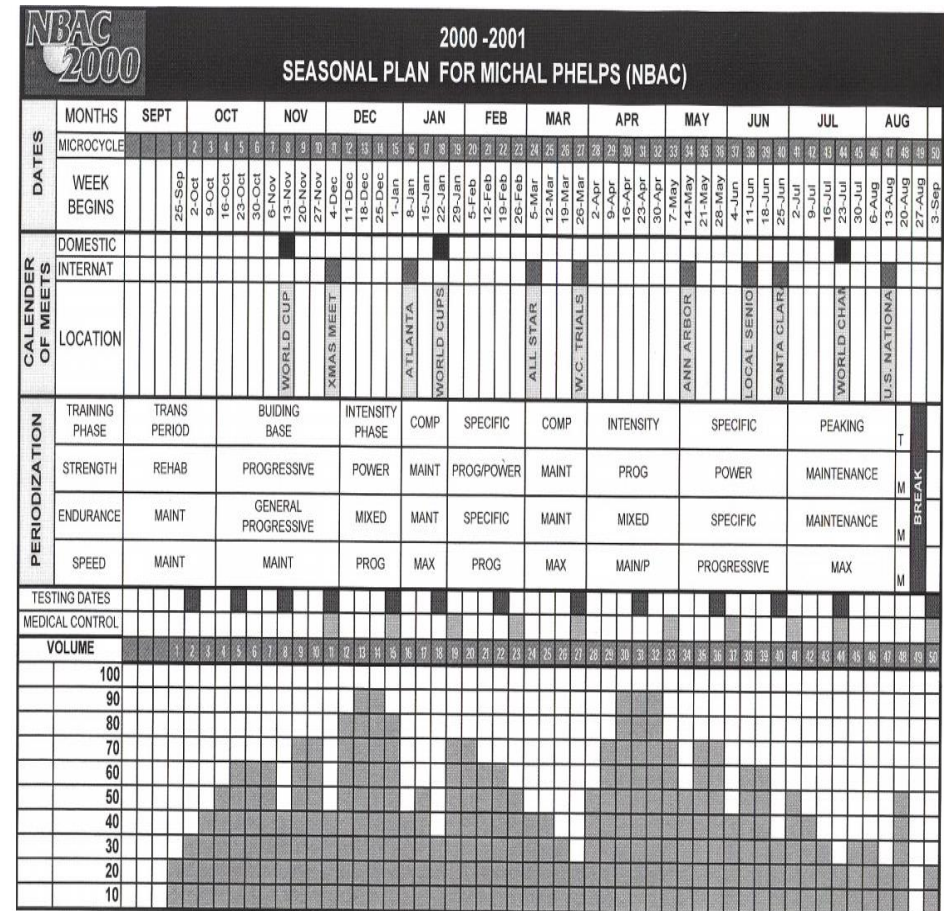 NBAC
2000
2000 -2001
SEASONAL PLAN FOR MICHAL PHELPS (NBAC)
DATES
MONTHS SEPT OCT NOV DEC JAN FEB MAR APR MAY JUN JUL AUG
MICROCYCLE 1 2 3 4 5 6 7 8 9 10 11 12 13 14 15 16 17 18 19 20 21 22 23 24 25 26 27 28 29 30 31 32 33 34 35 36 37 38 39 40 41 42 43 44 45 46 47 48 49 50
WEEK BEGINS 25-Sep 2-Oct 9-Oct 16-Oct 23-Oct 30-Oct 6-Nov 13-Nov 20-Nov 27-Nov 4-Dec 11-Dec 18-Dec 25-Dec 1-Jan 8-Jan 15-Jan 22-Jan 29-Jan 5-Feb 12-Feb 19-Feb 26-Feb 5-Mar 12-Mar 19-Mar 26-Mar 2-Apr 9-Apr 16-Apr 23-Apr 30-Apr 7-May 14-May 21-May 28-May 4-Jun 11-Jun 18-Jun 25-Jun 2-Jul 9-Jul 16-Jul 23-Jul 30-Jul 6-Aug 13-Aug 20-Aug 27-Aug 3-Sep
CALENDER OF MEETS
DOMESTIC
INTERNAT
LOCATION WORLD CUP XMAS MEET ATLANTA WORLD CUPS ALL STAR W.C. TRIALS ANN ARBOR LOCAL SENIO SANTA CLARA WORLD CHAM U.S. NATIONA
PERIODIZATION
TRAINING PHASE TRANS PERIOD BUIDING BASE INTENSITY PHASE COMP SPECIFIC COMP INTENSITY SPECIFIC PEAKING T
STRENGTH REHAB PROGRESSIVE POWER MAINT PROG/POWER MAINT PROG POWER MAINTENANCE M
ENDURANCE MAINT GENERAL PROGRESSIVE MIXED MANT SPECIFIC MAINT MIXED SPECIFIC MAINTENANCE M
SPEED MAINT MAINT PROG MAX PROG MAX MAIN/P PROGRESSIVE MAX M
BREAK
TESTING DATES
MEDICAL CONTROL
VOLUME 1 2 3 4 5 6 7 8 9 10 11 12 13 14 15 16 17 18 19 20 21 22 23 24 25 26 27 28 29 30 31 32 33 34 35 36 37 38 39 40 41 42 43 44 45 46 47 48 49 50
100
90
80
70
60
50
40
30
20
10